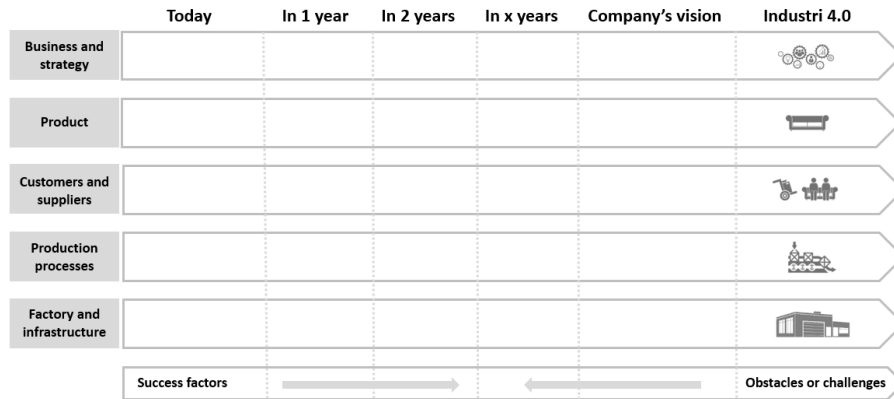 Today In 1 year In 2 years In x years Company's vision Industri 4.0
Business and
strategy
Product
Customers and
suppliers
Production
processes
Factory and
infrastructure
Success factors Obstacles or challenges